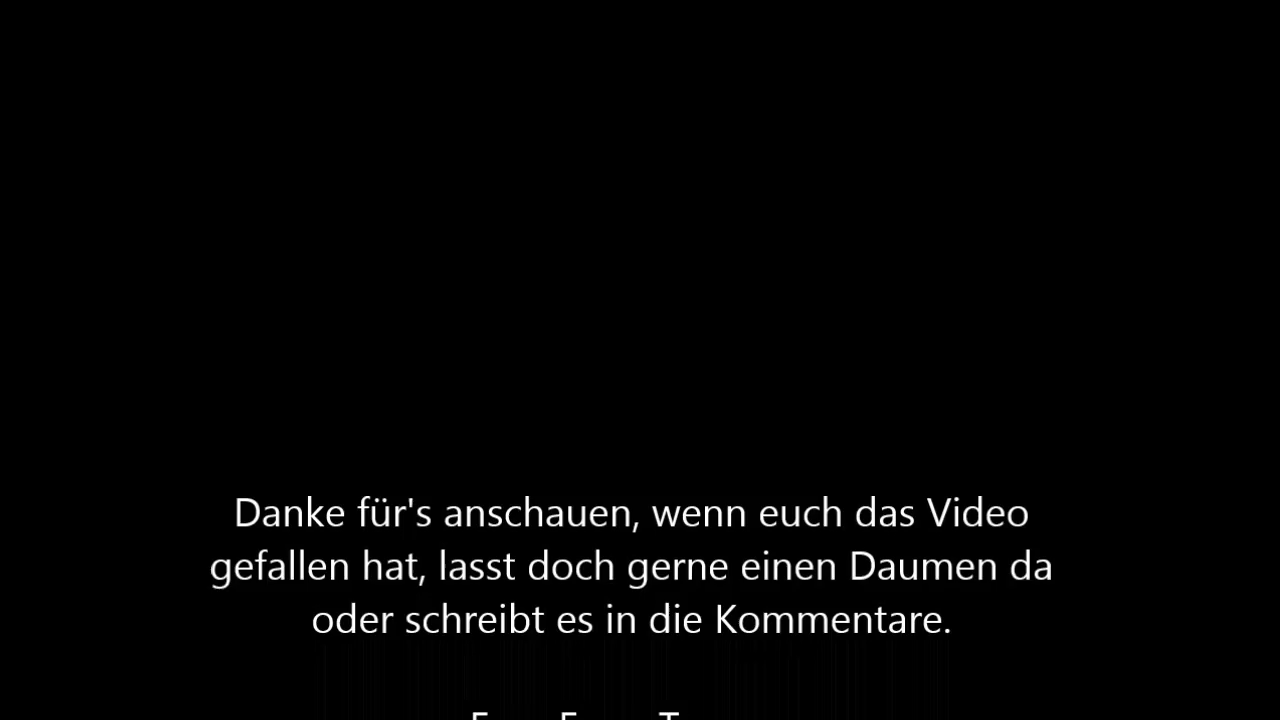 Danke für's anschauen, wenn euch das Video
gefallen hat, lasst doch gerne einen Daumen da
oder schreibt es in die Kommentare.